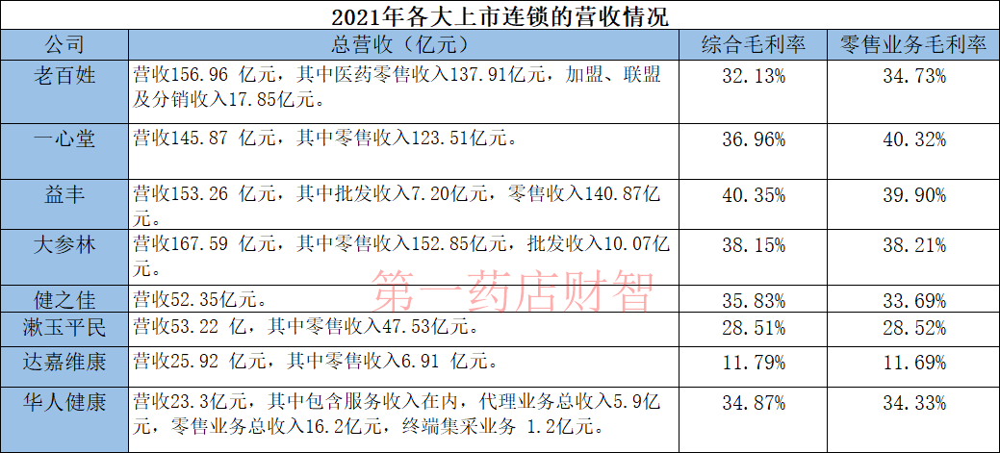 2021年各大上市连锁的营收情况
公司 总营收（亿元） 综合毛利率 零售业务毛利率
老百姓 营收156.96 亿元，其中医药零售收入137.91亿元，加盟、联盟 32.13% 34.73%
及分销收入17.85亿元。
一心堂 营收145.87 亿元，其中零售收入123.51亿元。 36.96% 40.32%
益丰 营收153.26 亿元，其中批发收入7.20亿元，零售收入140.87亿 40.35% 39.90%
元。
大参林 营收167.59 亿元，其中零售收入152.85亿元，批发收入10.07亿 38.15% 38.21%
元。
第一药店财智
健之佳 营收52.35亿元。 35.83% 33.69%
漱玉平民 营收53.22 亿，其中零售收入47.53亿元。 28.51% 28.52%
达嘉维康 营收25.92 亿元，其中零售收入6.91 亿元。 11.79% 11.69%
华人健康 营收23.3亿元，其中包含服务收入在内，代理业务总收入5.9亿 34.87% 34.33%
元，零售业务总收入16.2亿元，终端集采业务 1.2亿元。